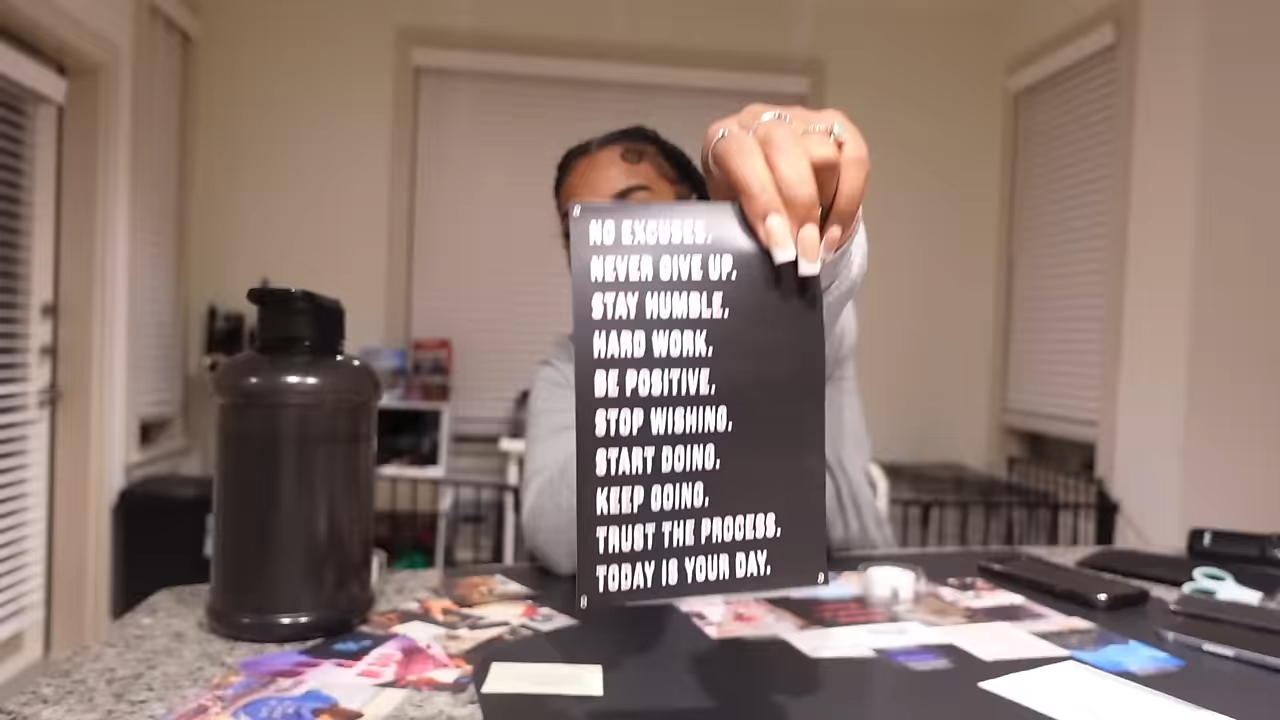 NO EXCUSES,
NEVER GIVE UP,
STAY HUMBLE,
HARD WORK,
BE POSITIVE,
STOP WISHING,
START DOING,
KEEP GOING,
TRUST THE PROCESS,
TODAY IS YOUR DAY,